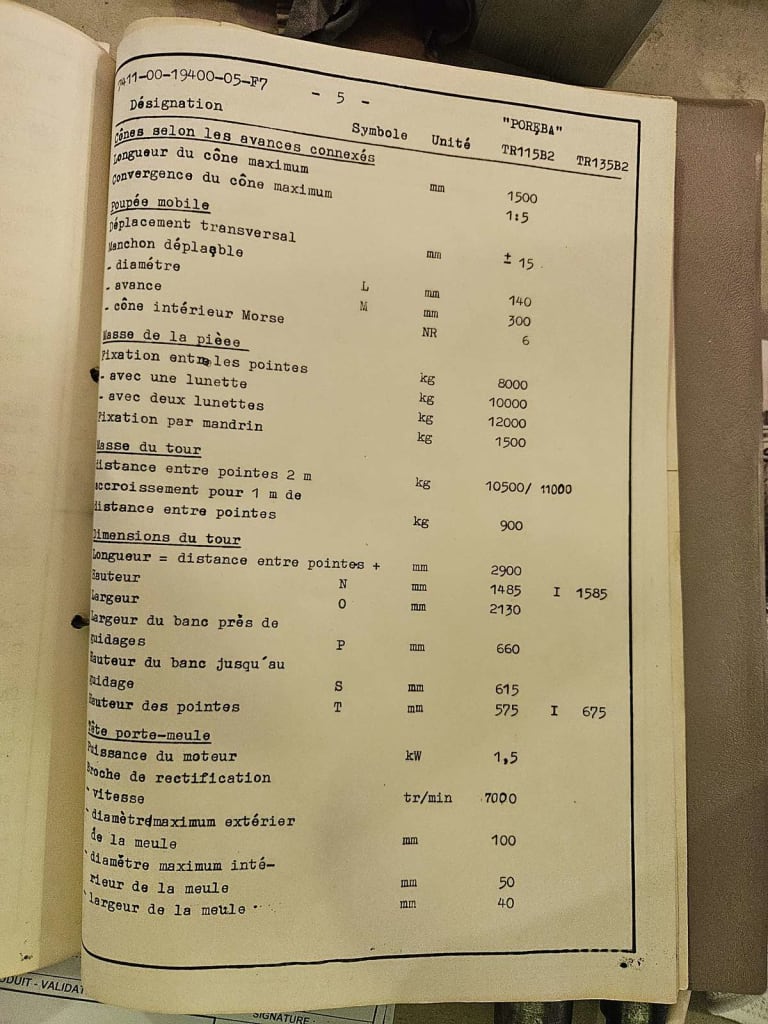 7411-00-19400-05-F7
- 5 -
Désignation Symbole Unité "PORĘBA"
TR115B2 TR135B2
Cônes selon les avances connexés
Longueur du cône maximum mm 1500
Convergence du cône maximum 1:5
Poupée mobile
Déplacement transversal mm ± 15
Manchon déplaçable
- diamétre L mm 140
- avance M mm 300
- cône intérieur Morse NR 6
Masse de la pièce
Fixation entre les pointes kg 8000
- avec une lunette kg 10000
- avec deux lunettes kg 12000
Fixation par mandrin kg 1500
Masse du tour
distance entre pointes 2 m kg 10500/ 11000
accroissement pour 1 m de
distance entre pointes kg 900
Dimensions du tour
Longueur = distance entre pointes + mm 2900
Hauteur N mm 1485 I 1585
Largeur O mm 2130
Largeur du banc près de
guidages P mm 660
Hauteur du banc jusqu'au
guidage S mm 615
Hauteur des pointes T mm 575 I 675
Tête porte-meule
Puissance du moteur kW 1,5
Broche de rectification
- vitesse tr/min 7000
- diamètre maximum extérier
de la meule mm 100
- diamètre maximum inté-
rieur de la meule mm 50
- largeur de la meule mm 40
ODUIT - VALIDAT
SIGNATURE :